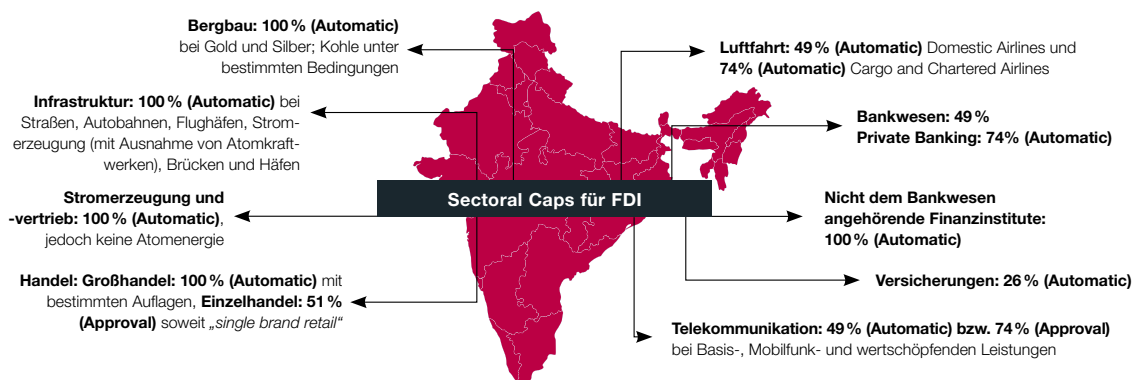 Bergbau: 100 % (Automatic)
bei Gold und Silber; Kohle unter
bestimmten Bedingungen
Infrastruktur: 100 % (Automatic) bei
Straßen, Autobahnen, Flughäfen, Strom-
erzeugung (mit Ausnahme von Atomkraft-
werken), Brücken und Häfen
Stromerzeugung und
-vertrieb: 100 % (Automatic),
jedoch keine Atomenergie
Handel: Großhandel: 100 % (Automatic) mit
bestimmten Auflagen, Einzelhandel: 51 %
(Approval) soweit „single brand retail“
Sectoral Caps für FDI
Luftfahrt: 49 % (Automatic) Domestic Airlines und
74% (Automatic) Cargo and Chartered Airlines
Bankwesen: 49 %
Private Banking: 74% (Automatic)
Nicht dem Bankwesen
angehörende Finanzinstitute:
100 % (Automatic)
Versicherungen: 26 % (Automatic)
Telekommunikation: 49 % (Automatic) bzw. 74 % (Approval)
bei Basis-, Mobilfunk- und wertschöpfenden Leistungen